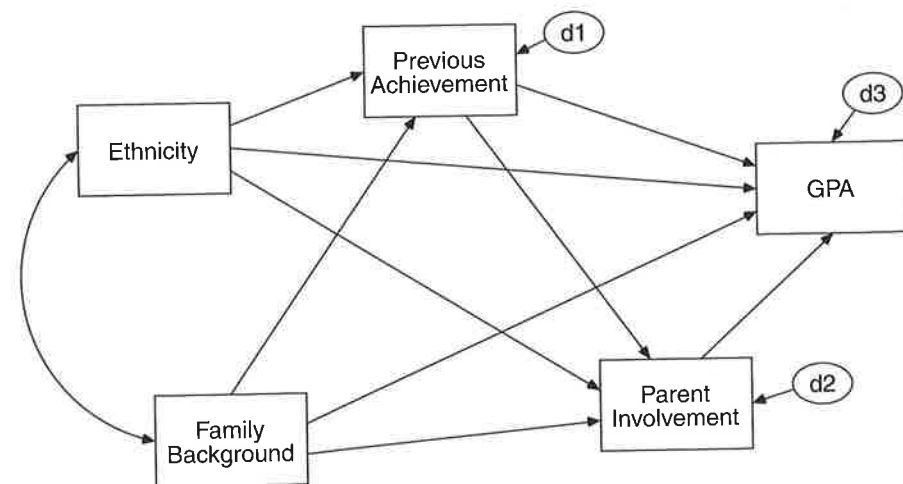 d1
Previous
Achievement
d3
Ethnicity
GPA
d2
Parent
Involvement
Family
Background